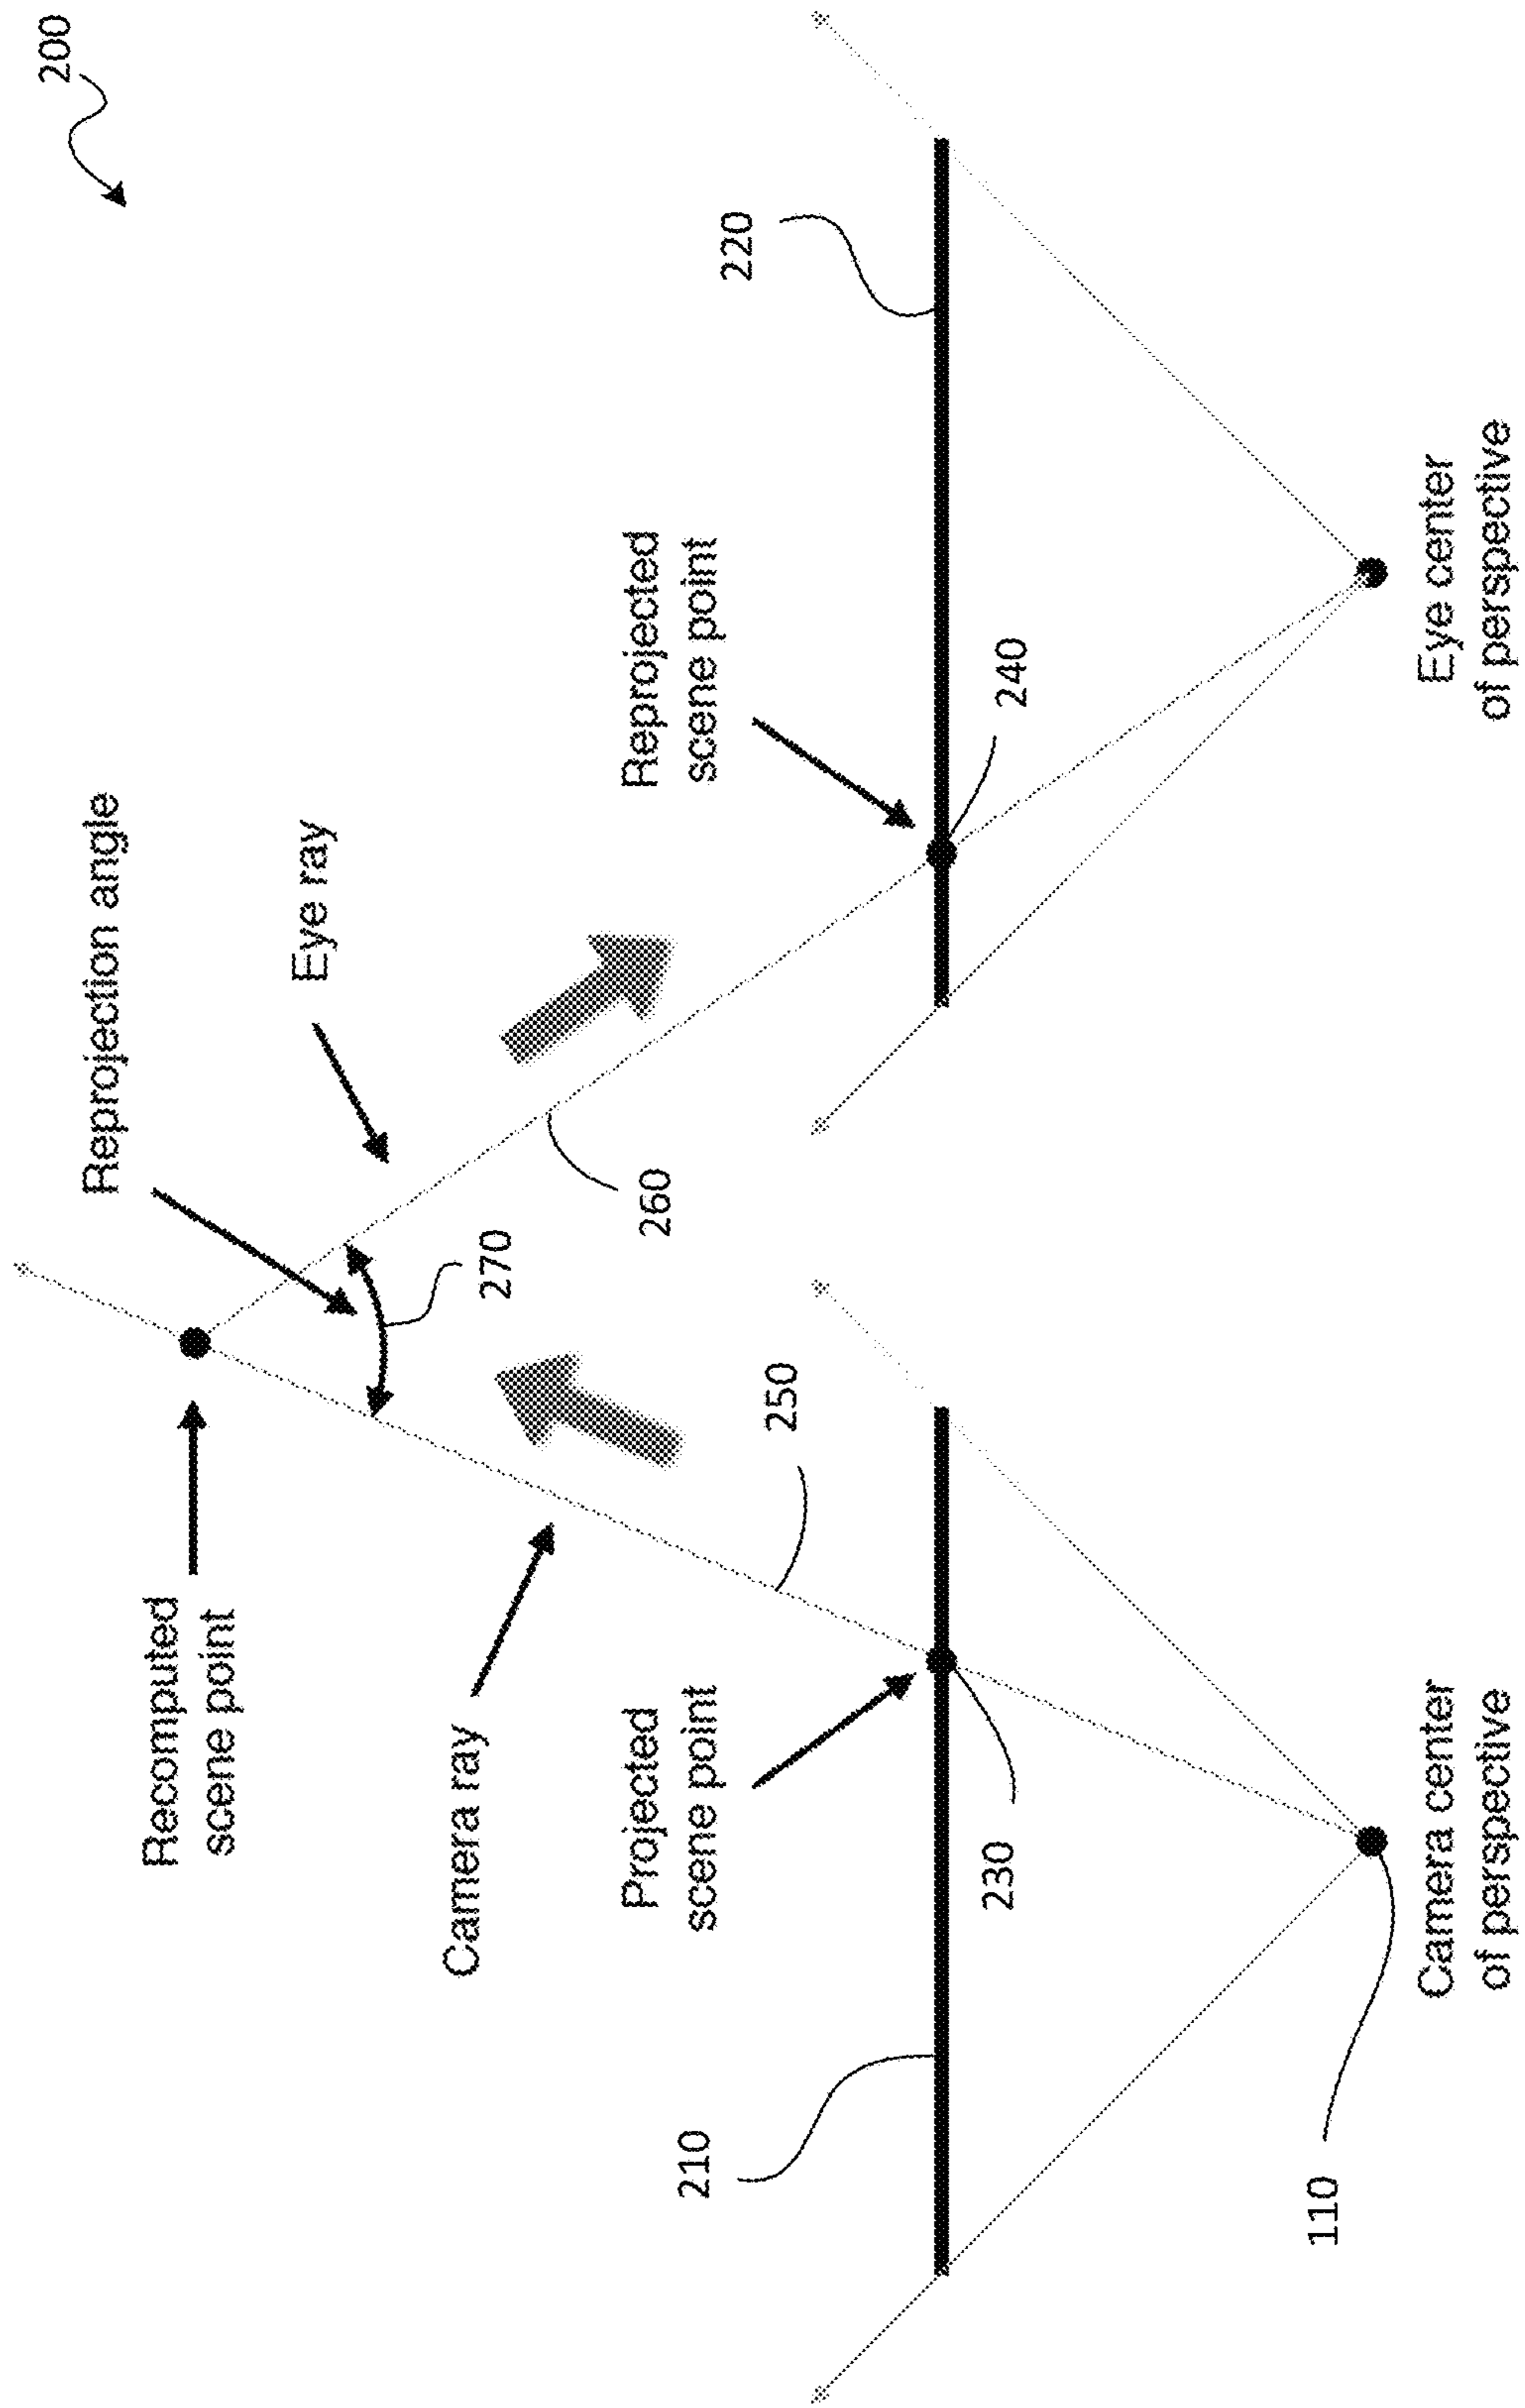 200
Reprojection angle
Recomputed
scene point
Eye ray
270
Camera ray
260
Reprojected
scene point
Projected
scene point
250
220
210
240
230
110
Camera center
of perspective
Eye center
of perspective